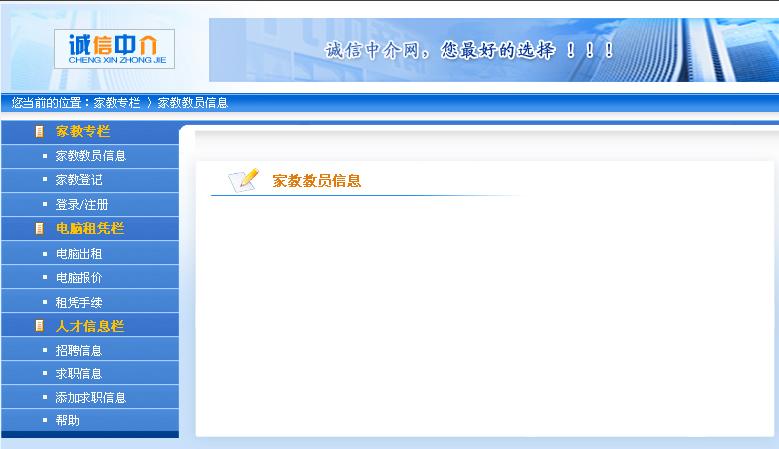 诚信中介
CHENG XIN ZHONG JIE
诚信中介网，您最好的选择 ！！！
您当前的位置：家教专栏 〉家教教员信息
家教专栏
家教教员信息
家教登记
登录/注册
电脑租凭栏
电脑出租
电脑报价
租凭手续
人才信息栏
招聘信息
求职信息
添加求职信息
帮助
家教教员信息